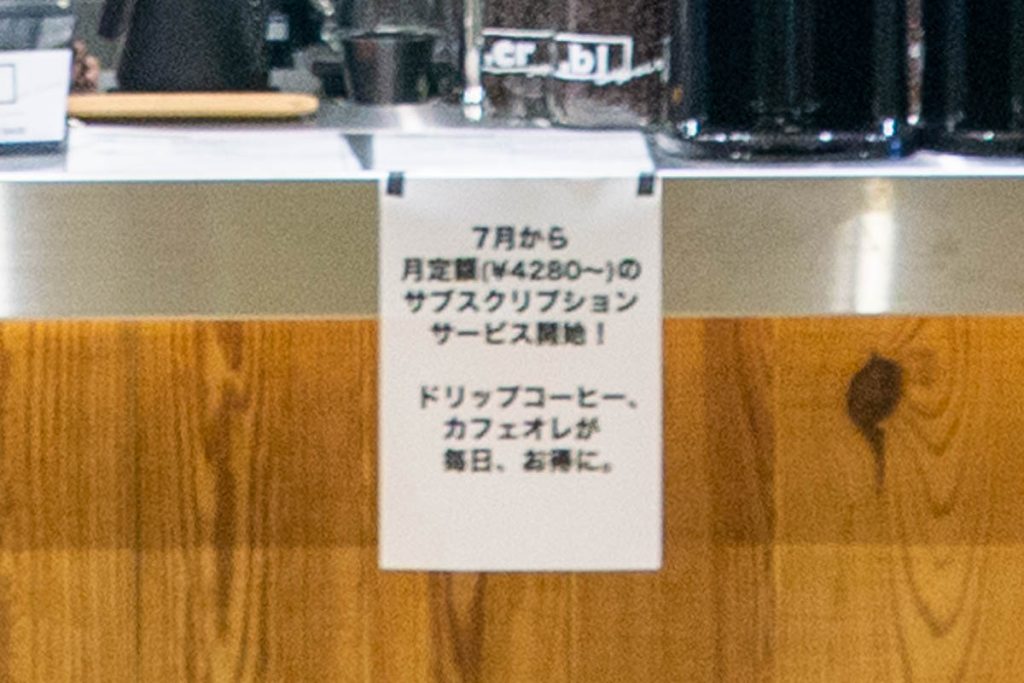 .cr
.bl
7月から
月定額(¥4280〜)の
サブスクリプション
サービス開始！
ドリップコーヒー、
カフェオレが
毎日、お得に。